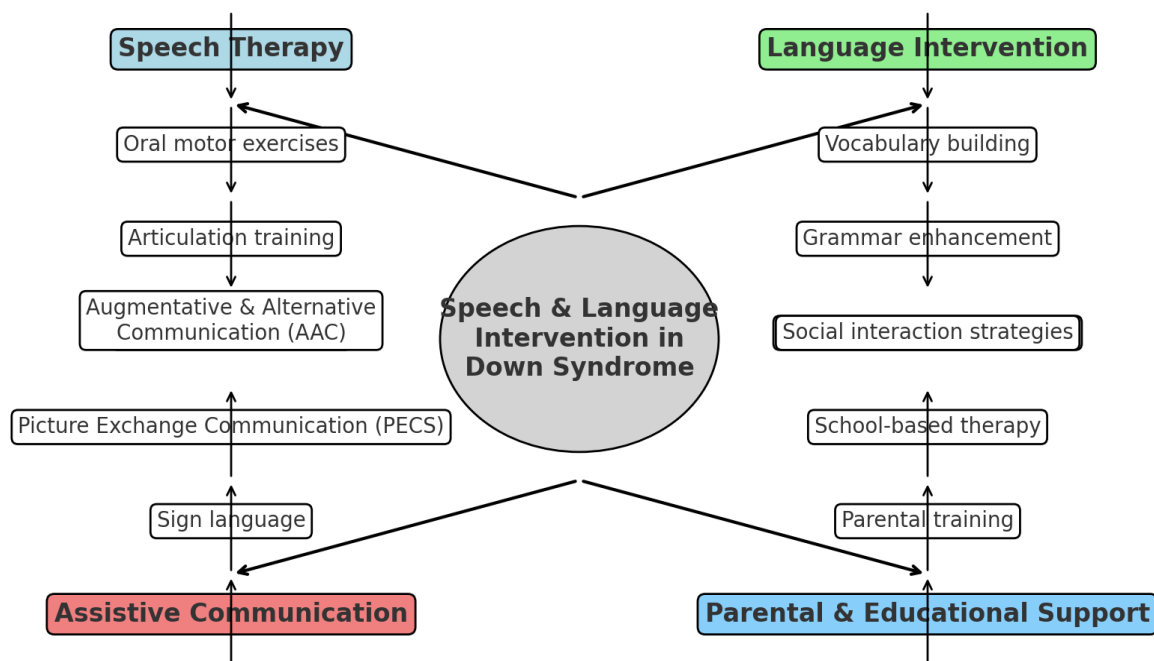 Speech Therapy
Language Intervention
Oral motor exercises
Vocabulary building
Articulation training
Grammar enhancement
Augmentative & Alternative
Communication (AAC)
Speech & Language
Intervention in
Down Syndrome
Social interaction strategies
Picture Exchange Communication (PECS)
School-based therapy
Sign language
Parental training
Assistive Communication
Parental & Educational Support